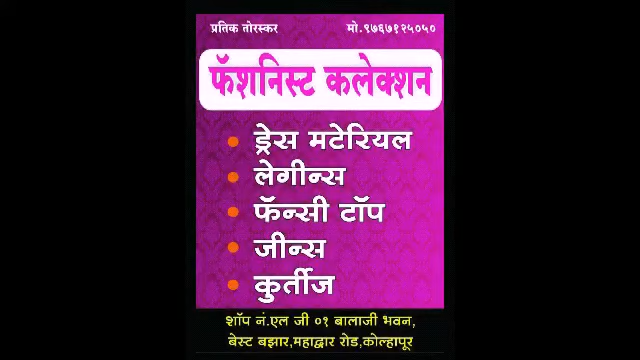 प्रतिक तोरस्कर मो.९७६७१२५०५०
फॅशनिस्ट कलेक्शन
ड्रेस मटेरियल
लेगीन्स
फॅन्सी टॉप
जीन्स
कुर्तीज
शॉप नं.एल जी ०१ बालाजी भवन,
बेस्ट बझार,महाद्वार रोड,कोल्हापूर